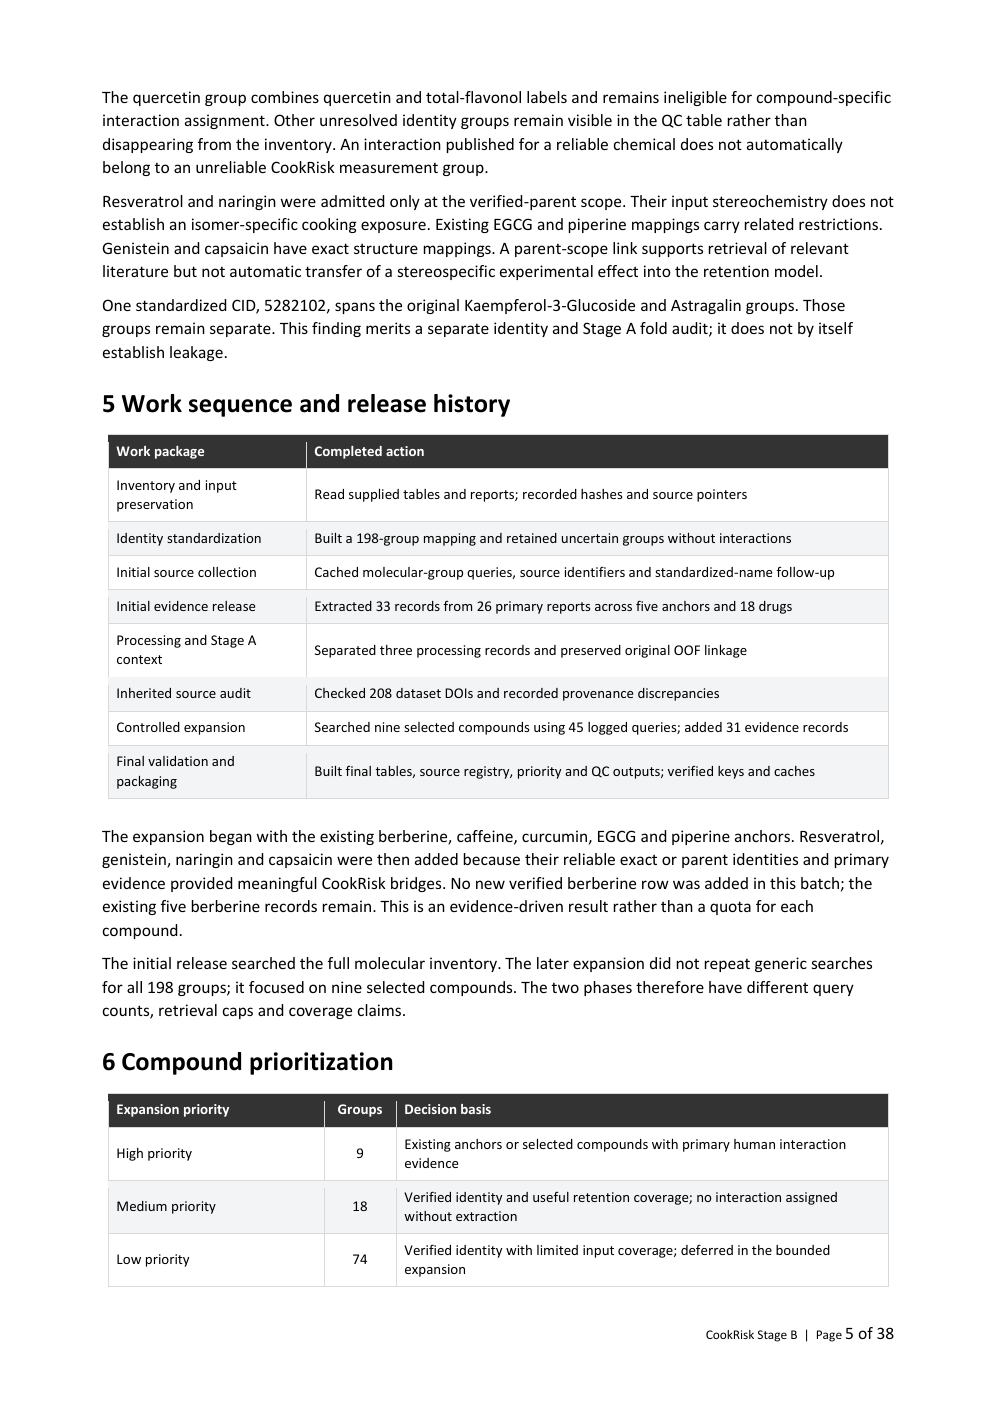 The quercetin group combines quercetin and total-flavonol labels and remains ineligible for compound-specific
interaction assignment. Other unresolved identity groups remain visible in the QC table rather than
disappearing from the inventory. An interaction published for a reliable chemical does not automatically
belong to an unreliable CookRisk measurement group.
Resveratrol and naringin were admitted only at the verified-parent scope. Their input stereochemistry does not
establish an isomer-specific cooking exposure. Existing EGCG and piperine mappings carry related restrictions.
Genistein and capsaicin have exact structure mappings. A parent-scope link supports retrieval of relevant
literature but not automatic transfer of a stereospecific experimental effect into the retention model.
One standardized CID, 5282102, spans the original Kaempferol-3-Glucoside and Astragalin groups. Those
groups remain separate. This finding merits a separate identity and Stage A fold audit; it does not by itself
establish leakage.
5 Work sequence and release history
Work package Completed action
Inventory and input
preservation
Read supplied tables and reports; recorded hashes and source pointers
Identity standardization Built a 198-group mapping and retained uncertain groups without interactions
Initial source collection Cached molecular-group queries, source identifiers and standardized-name follow-up
Initial evidence release Extracted 33 records from 26 primary reports across five anchors and 18 drugs
Processing and Stage A
context
Separated three processing records and preserved original OOF linkage
Inherited source audit Checked 208 dataset DOIs and recorded provenance discrepancies
Controlled expansion Searched nine selected compounds using 45 logged queries; added 31 evidence records
Final validation and
packaging
Built final tables, source registry, priority and QC outputs; verified keys and caches
The expansion began with the existing berberine, caffeine, curcumin, EGCG and piperine anchors. Resveratrol,
genistein, naringin and capsaicin were then added because their reliable exact or parent identities and primary
evidence provided meaningful CookRisk bridges. No new verified berberine row was added in this batch; the
existing five berberine records remain. This is an evidence-driven result rather than a quota for each
compound.
The initial release searched the full molecular inventory. The later expansion did not repeat generic searches
for all 198 groups; it focused on nine selected compounds. The two phases therefore have different query
counts, retrieval caps and coverage claims.
6 Compound prioritization
Expansion priority Groups Decision basis
High priority 9 Existing anchors or selected compounds with primary human interaction
evidence
Medium priority 18 Verified identity and useful retention coverage; no interaction assigned
without extraction
Low priority 74 Verified identity with limited input coverage; deferred in the bounded
expansion
CookRisk Stage B | Page 5 of 38